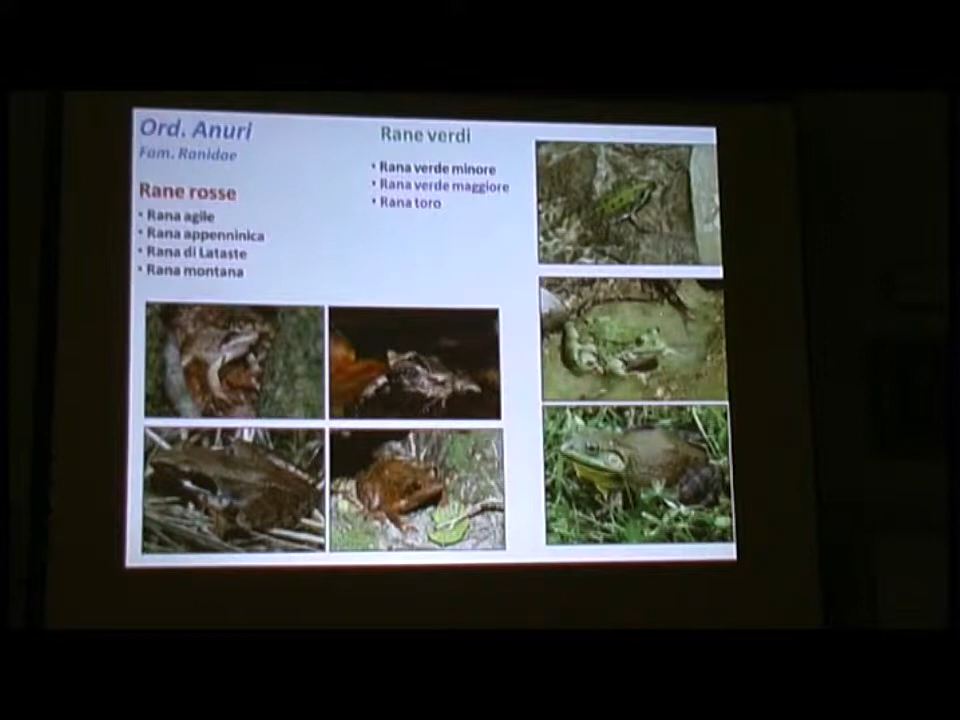 Ord. Anuri
Fam. Ranidae
Rane rosse
• Rana agile
• Rana appenninica
• Rana di Lataste
• Rana montana
Rane verdi
• Rana verde minore
• Rana verde maggiore
• Rana toro